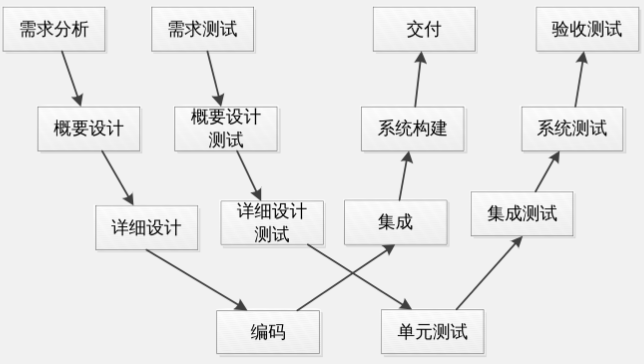 需求分析
需求测试
交付
验收测试
概要设计
概要设计
测试
系统构建
系统测试
详细设计
详细设计
测试
集成
集成测试
编码
单元测试